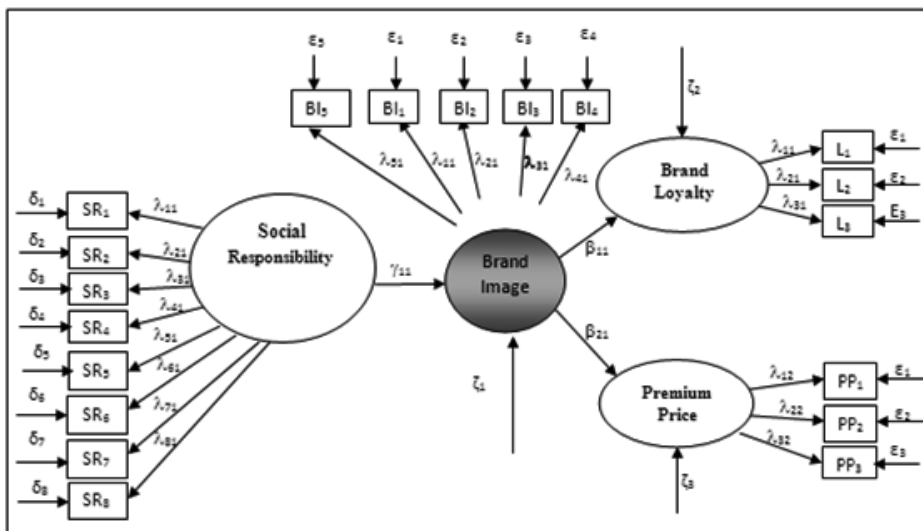 ε₅ ε₁ ε₂ ε₃ ε₄
BI₅ BI₁ BI₂ BI₃ BI₄
ζ₂
λ₅₁ λ₁₁ λ₂₁ λ₃₁ λ₄₁
Brand
Loyalty
λ₁₁ L₁ ε₁
λ₂₁ L₂ ε₂
λ₃₁ L₃ Ɛ₃
β₁₁
δ₁ SR₁ λ₁₁
δ₂ SR₂ λ₂₁
δ₃ SR₃ λ₃₁
δ₄ SR₄ λ₄₁
δ₅ SR₅ λ₅₁
δ₆ SR₆ λ₆₁
δ₇ SR₇ λ₇₁
δ₈ SR₈ λ₈₁
Social
Responsibility
γ₁₁
Brand
Image
ζ₁
β₂₁
Premium
Price
λ₁₂ PP₁ ε₁
λ₂₂ PP₂ ε₂
λ₃₂ PP₃ ε₃
ζ₃